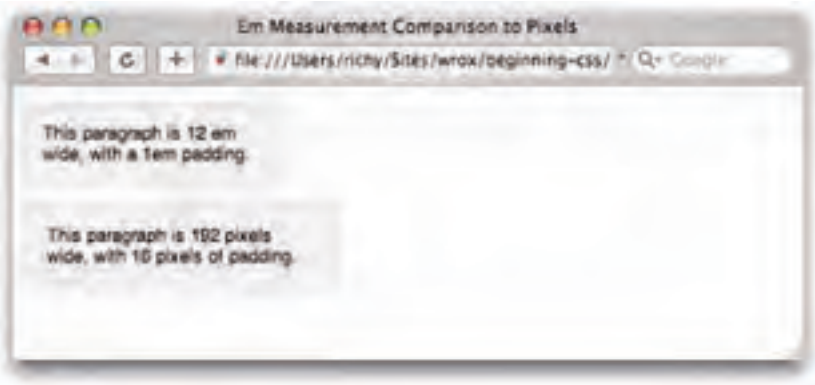 Em Measurement Comparison to Pixels
file:///Users/richy/Sites/wrox/beginning-css/ Google
This paragraph is 12 em
wide, with a 1em padding.
This paragraph is 192 pixels
wide, with 16 pixels of padding.